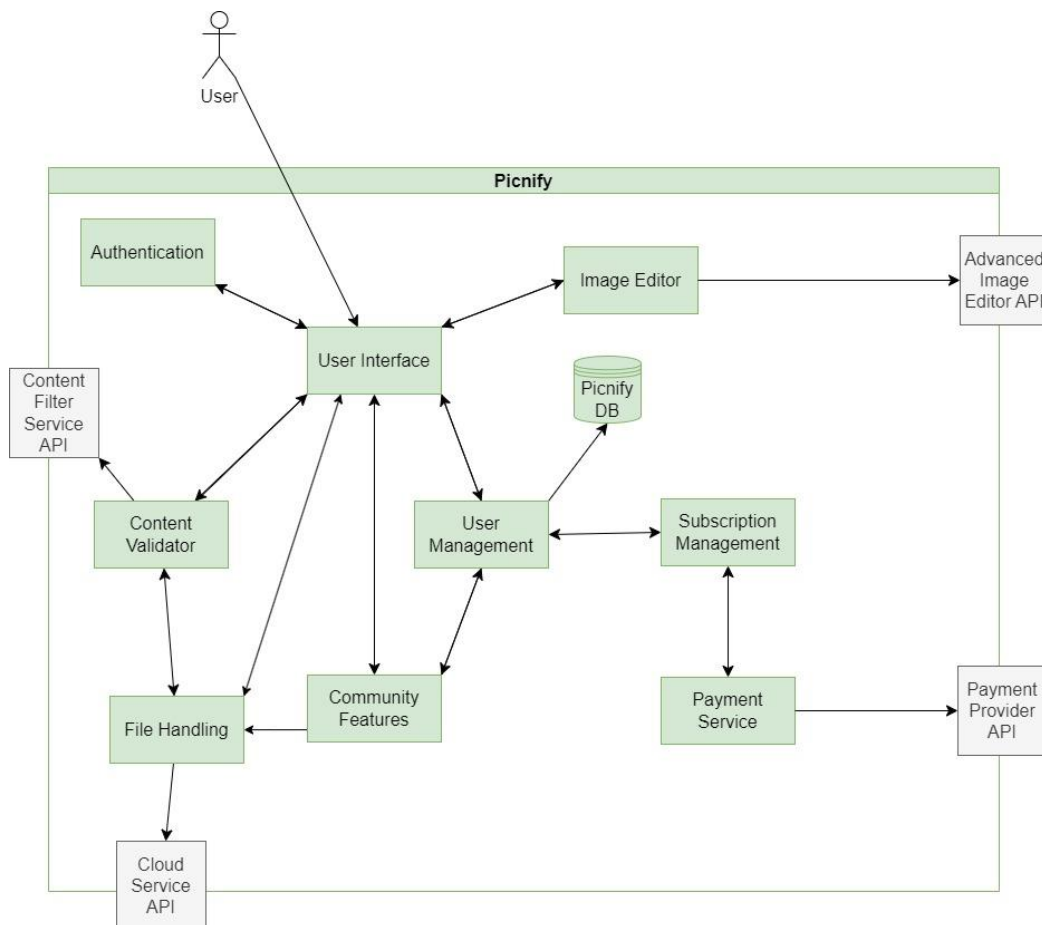 User
Picnify
Authentication
Image Editor
Advanced
Image
Editor API
User Interface
Content
Filter
Service
API
Picnify
DB
Content
Validator
User
Management
Subscription
Management
File Handling
Community
Features
Payment
Service
Payment
Provider
API
Cloud
Service
API